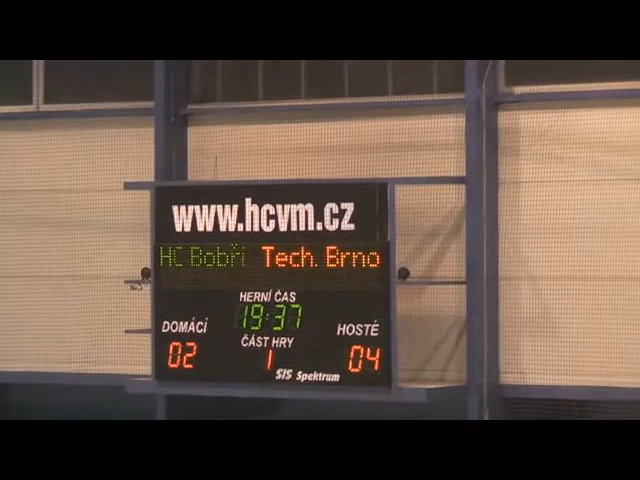 www.hcvm.cz
HC Bobři Tech. Brno
HERNÍ ČAS
19:37
DOMÁCÍ ČÁST HRY HOSTÉ
02 1 04
SIS Spektrum